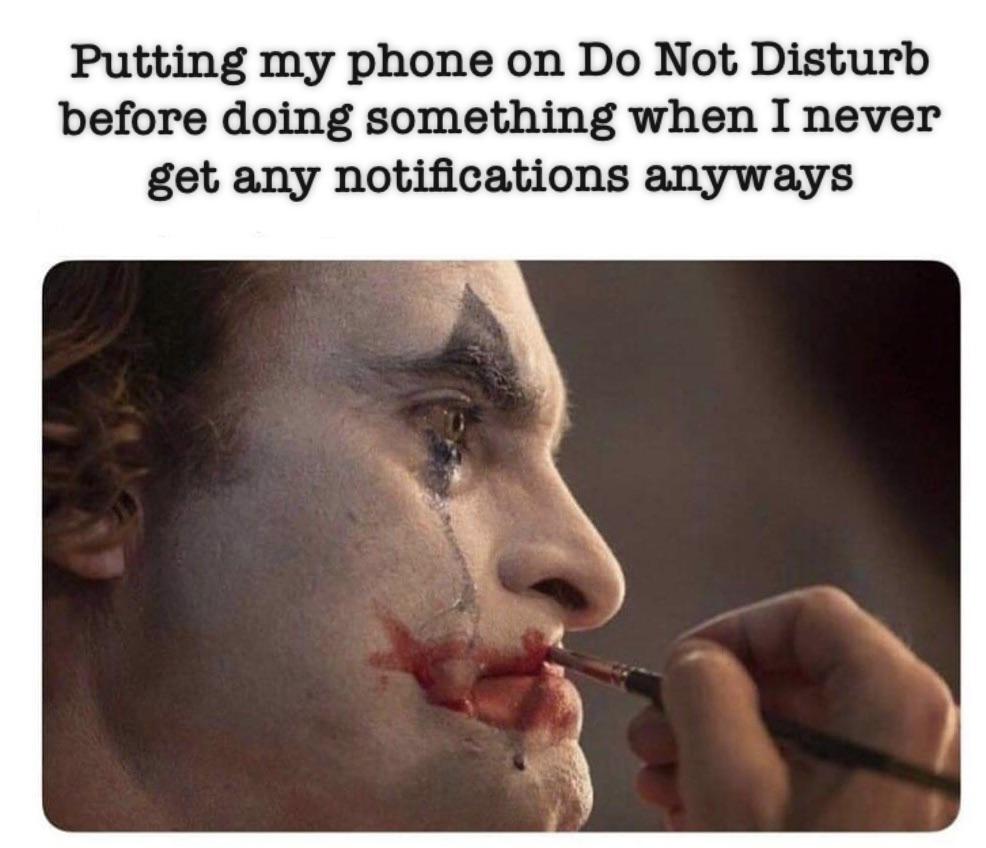 Putting my phone on Do Not Disturb
before doing something when I never
get any notifications anyways